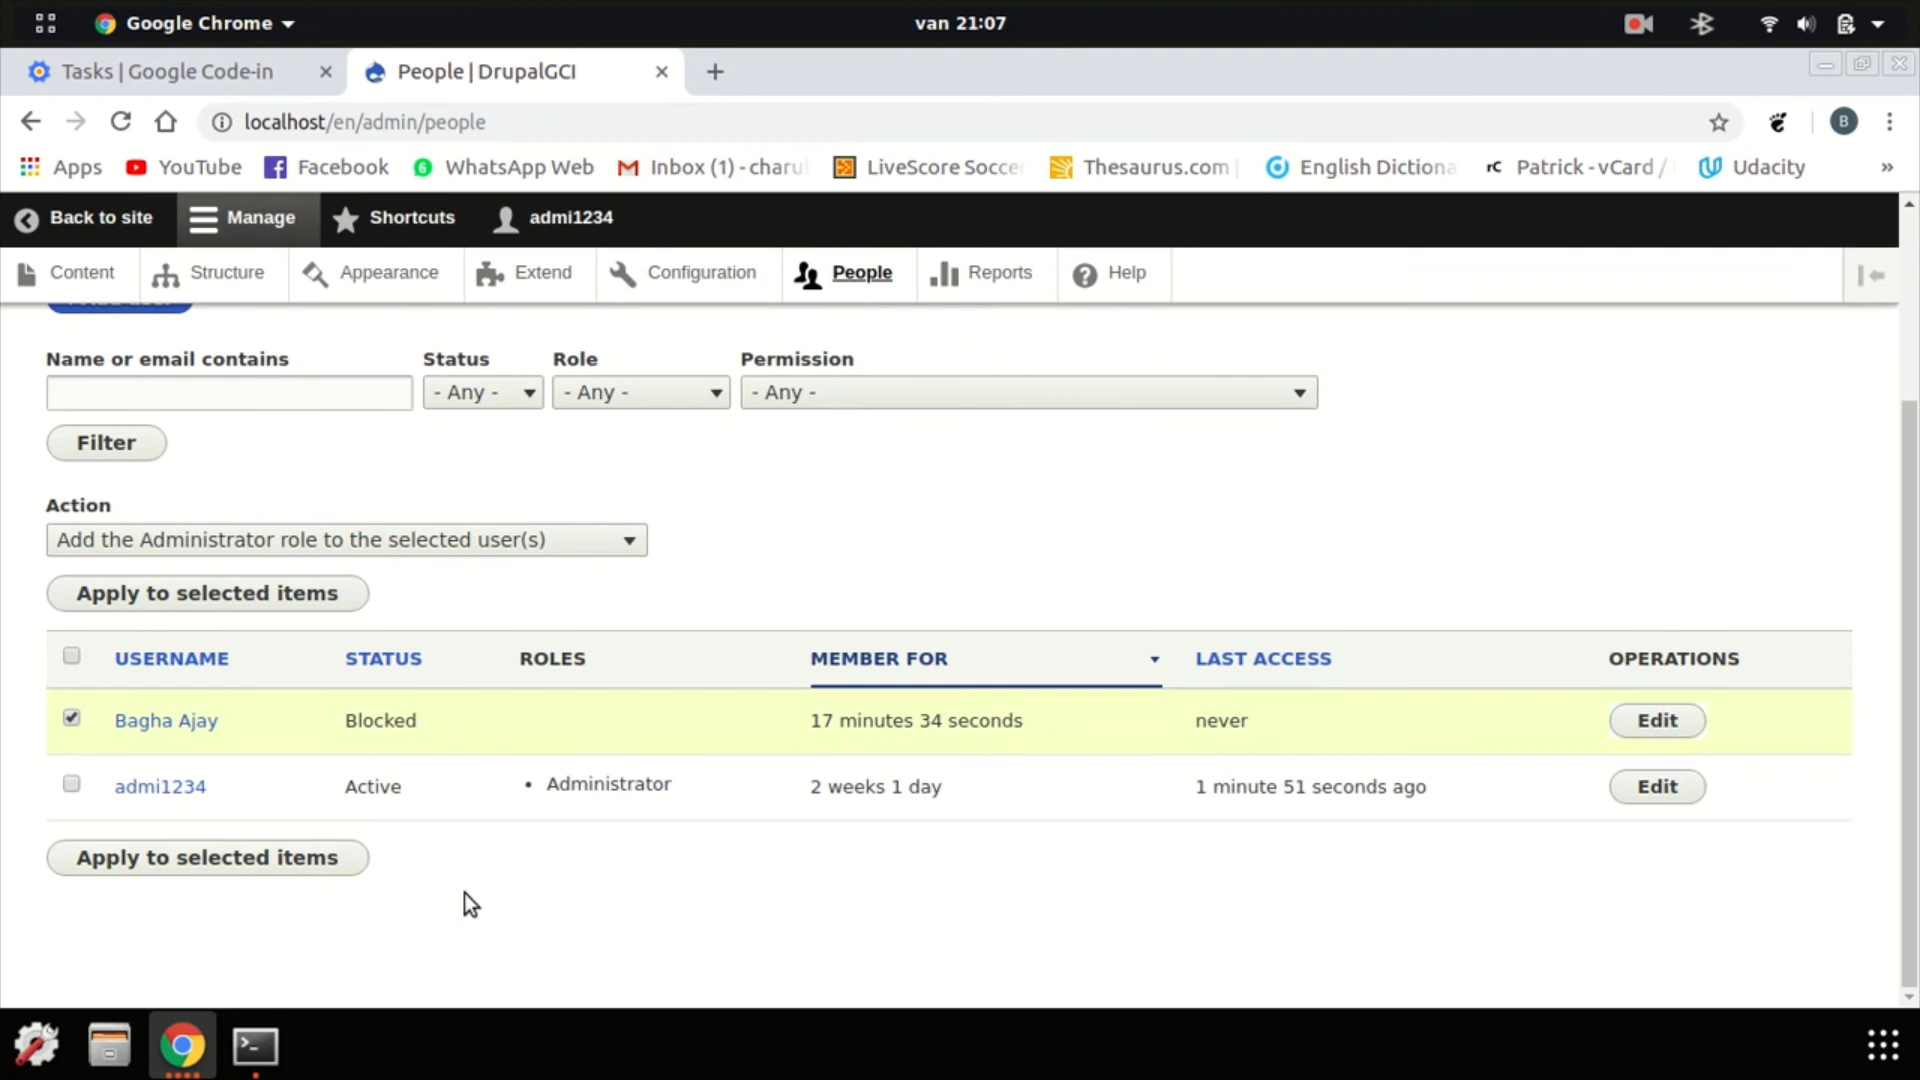 Google Chrome
van 21:07
Tasks | Google Code-in
People | DrupalGCI
localhost/en/admin/people
B
Apps
YouTube
Facebook
6
WhatsApp Web
Inbox (1) - charu
LiveScore Socce
Thesaurus.com |
English Dictiona
rC Patrick - vCard /
Udacity
»
Back to site
Manage
Shortcuts
admi1234
Content
Structure
Appearance
Extend
Configuration
People
Reports
Help
Name or email contains
Status
Role
Permission
- Any -
- Any -
- Any -
Filter
Action
Add the Administrator role to the selected user(s)
Apply to selected items
USERNAME STATUS ROLES MEMBER FOR LAST ACCESS OPERATIONS
Bagha Ajay Blocked 17 minutes 34 seconds never Edit
admi1234 Active • Administrator 2 weeks 1 day 1 minute 51 seconds ago Edit
Apply to selected items